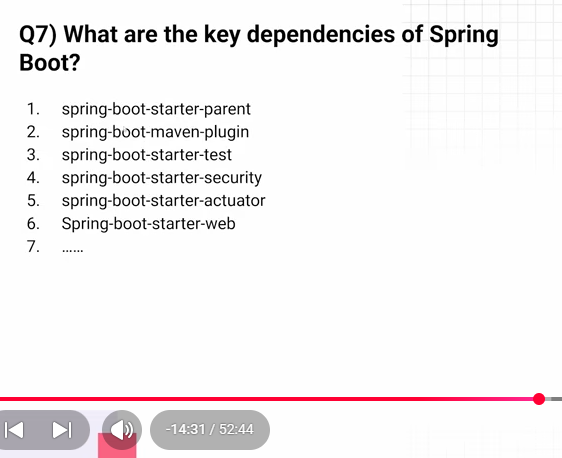 Q7) What are the key dependencies of Spring
Boot?
1. spring-boot-starter-parent
2. spring-boot-maven-plugin
3. spring-boot-starter-test
4. spring-boot-starter-security
5. spring-boot-starter-actuator
6. Spring-boot-starter-web
7. ......
-14:31 / 52:44